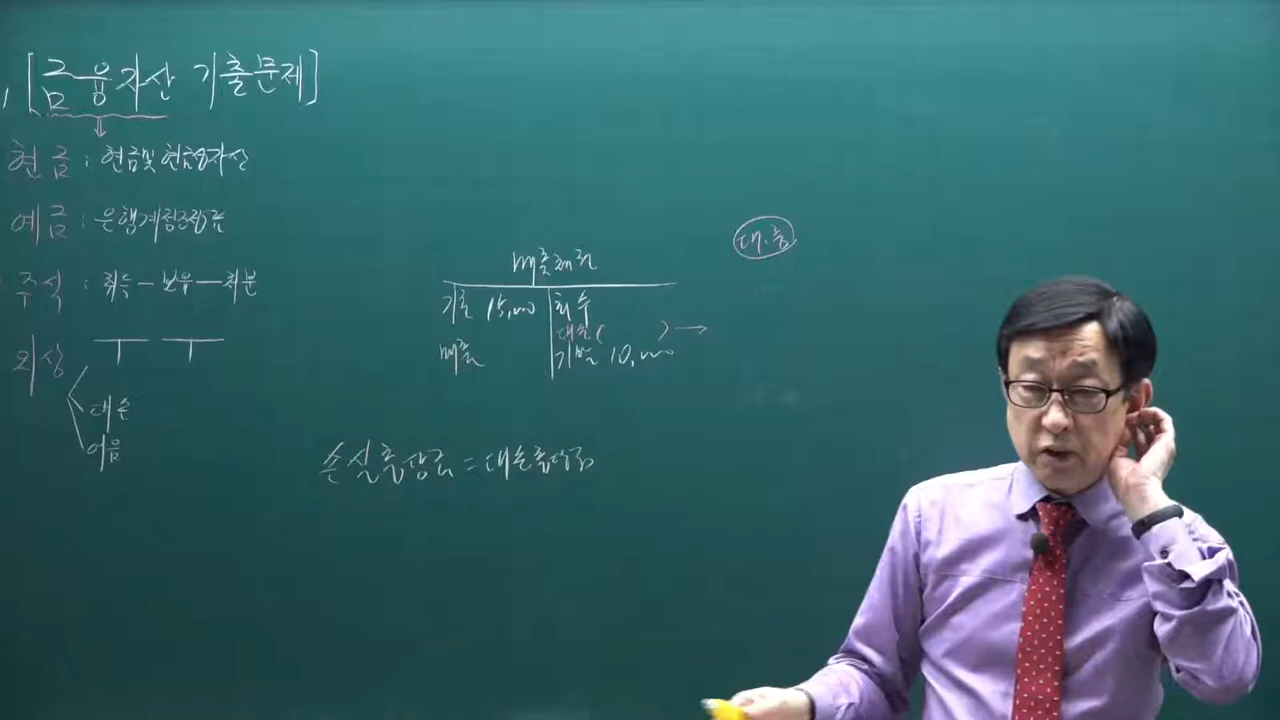 [금융자산 기출문제]
현금 : 현금및현금성자산
예금 : 은행계정조정표
주식 : 취득 - 보유 - 처분
외상
대손
어음
매출채권
기초 15,000 회수
대손( ) →
매출 기말 10,000
대.충
손실충당금 = 대손충당금